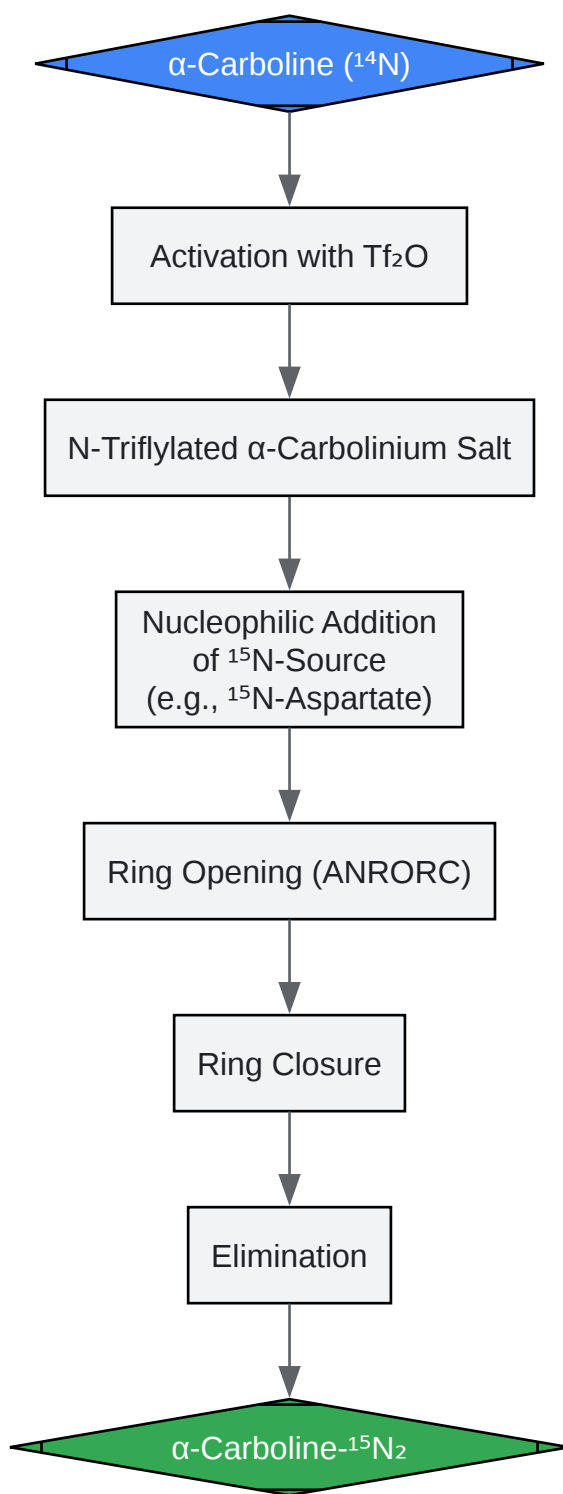 α-Carboline (¹⁴N)
Activation with Tf₂O
N-Triflylated α-Carbolinium Salt
Nucleophilic Addition
of ¹⁵N-Source
(e.g., ¹⁵N-Aspartate)
Ring Opening (ANRORC)
Ring Closure
Elimination
α-Carboline-¹⁵N₂